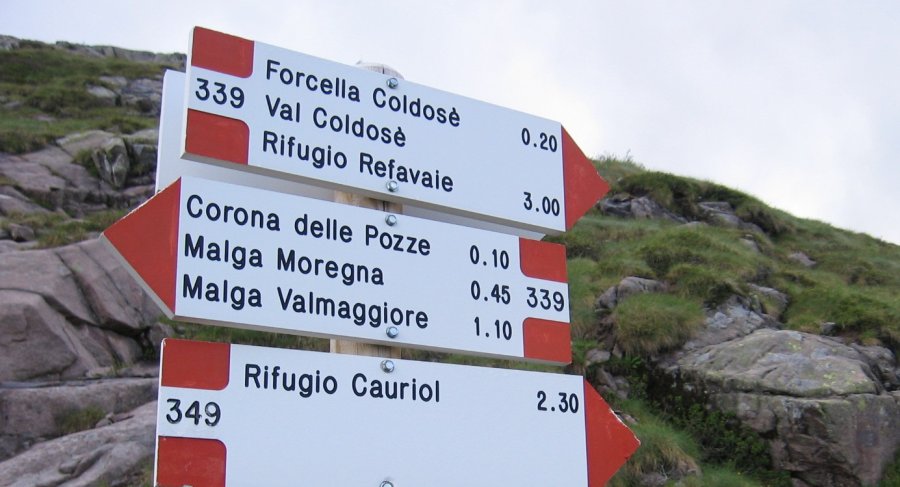 339
Forcella Coldosè 0.20
Val Coldosè
Rifugio Refavaie 3.00
Corona delle Pozze 0.10
Malga Moregna 0.45
Malga Valmaggiore 1.10
339
349
Rifugio Cauriol 2.30